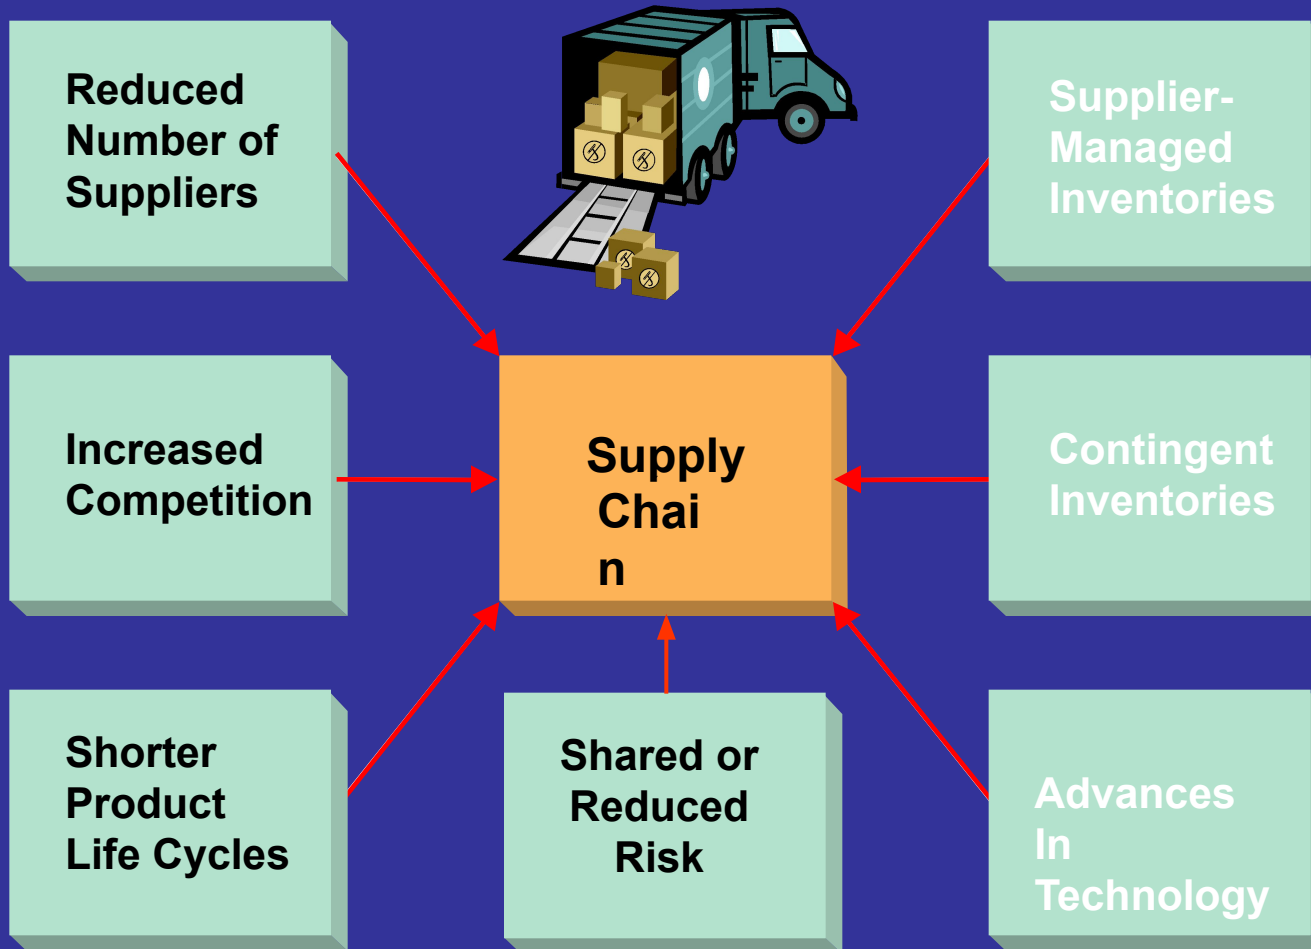 Reduced
Number of
Suppliers
Supplier-
Managed
Inventories
Increased
Competition
Supply
Chai
n
Contingent
Inventories
Shorter
Product
Life Cycles
Shared or
Reduced
Risk
Advances
In
Technology